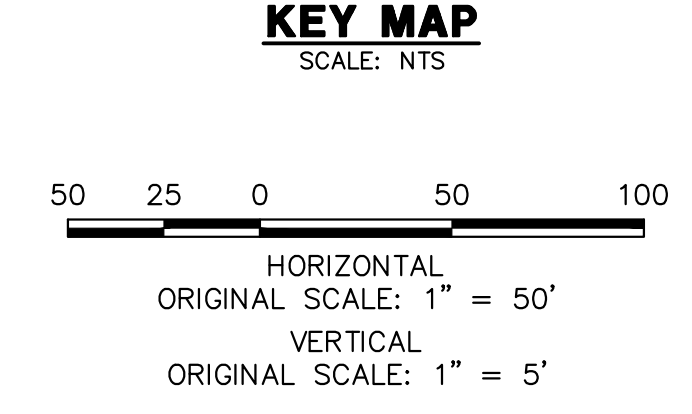 KEY MAP
SCALE: NTS
50 25 0 50 100
HORIZONTAL
ORIGINAL SCALE: 1” = 50’
VERTICAL
ORIGINAL SCALE: 1” = 5’